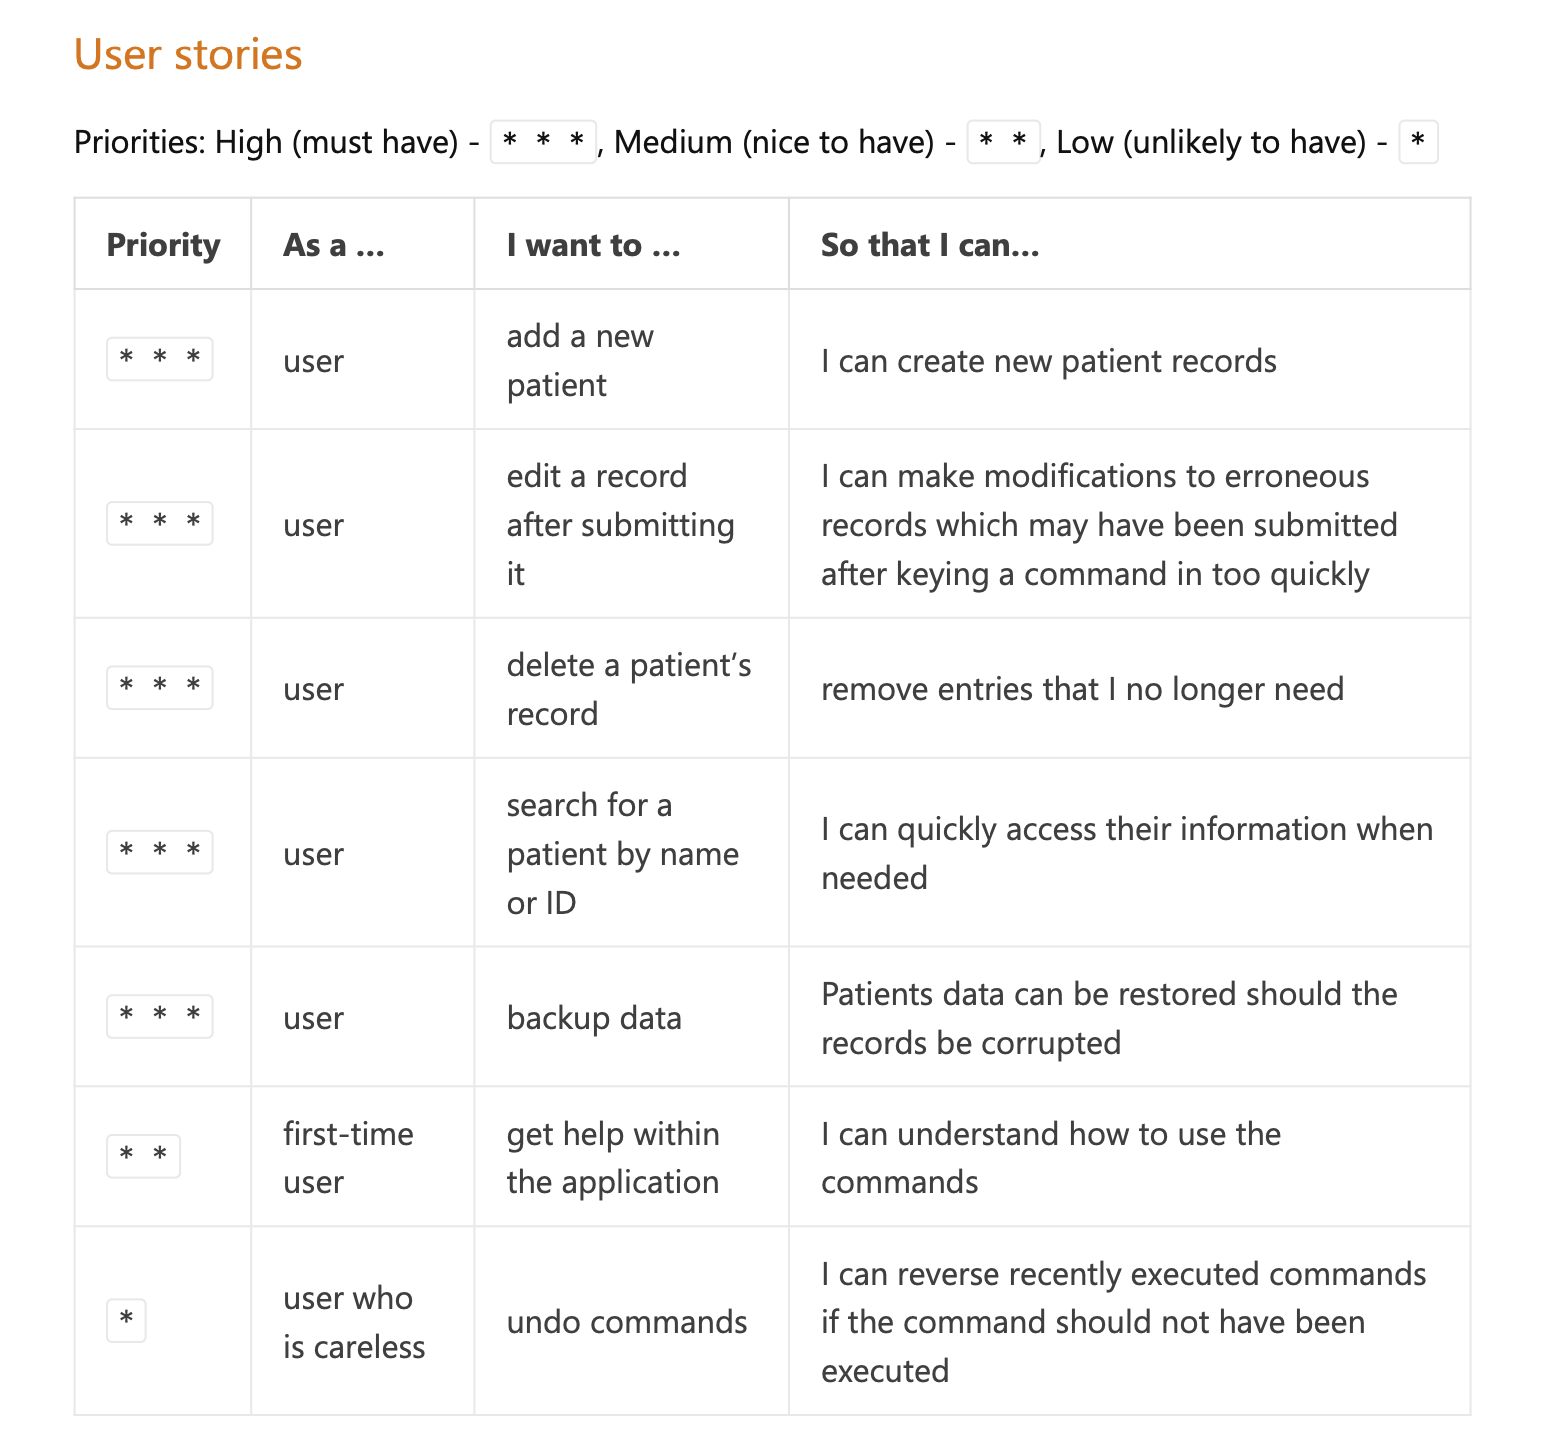 User stories
Priorities: High (must have) - * * *, Medium (nice to have) - * *, Low (unlikely to have) - *
Priority As a … I want to … So that I can…
* * * user add a new patient I can create new patient records
* * * user edit a record after submitting it I can make modifications to erroneous records which may have been submitted after keying a command in too quickly
* * * user delete a patient’s record remove entries that I no longer need
* * * user search for a patient by name or ID I can quickly access their information when needed
* * * user backup data Patients data can be restored should the records be corrupted
* * first-time user get help within the application I can understand how to use the commands
* user who is careless undo commands I can reverse recently executed commands if the command should not have been executed